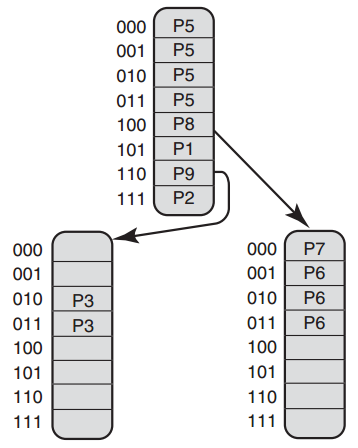 000 P5
001 P5
010 P5
011 P5
100 P8
101 P1
110 P9
111 P2
000
001
010 P3
011 P3
100
101
110
111
000 P7
001 P6
010 P6
011 P6
100
101
110
111